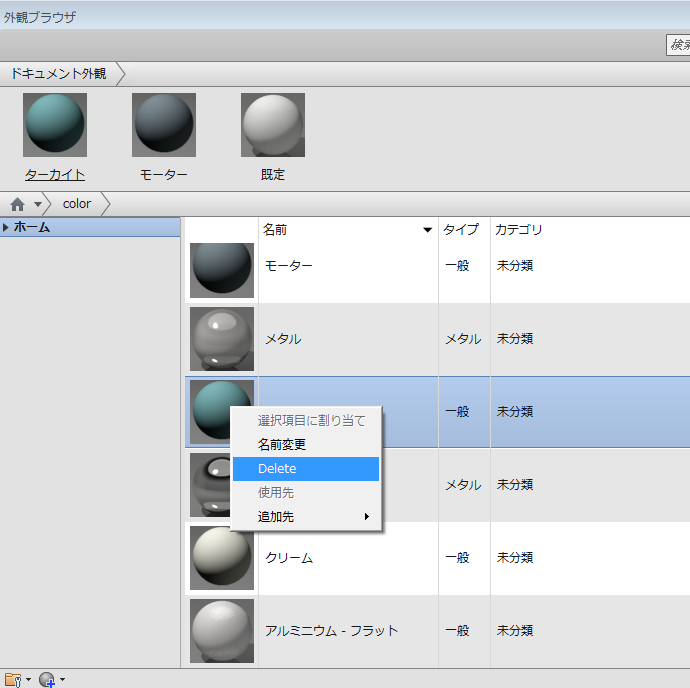 外観ブラウザ
検索
ドキュメント外観
ターカイト
モーター
既定
color
ホーム
名前
タイプ
カテゴリ
モーター
一般
未分類
メタル
メタル
未分類
一般
未分類
選択項目に割り当て
名前変更
Delete
使用先
追加先
メタル
未分類
クリーム
一般
未分類
アルミニウム - フラット
一般
未分類